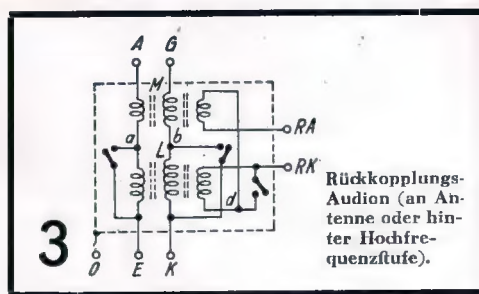 A G
M
RA
a b
L
RK
d
Rückkopplungs-
Audion (an An-
tenne oder hin-
ter Hochfre-
quenzſtufe).
3
O E K